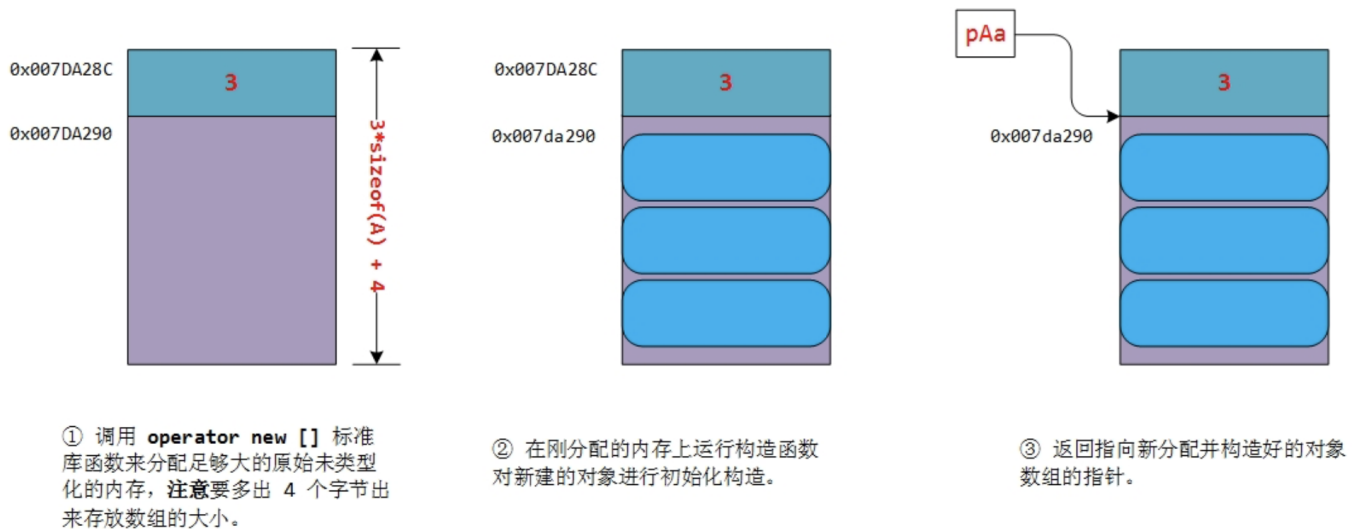 0x007DA28C
3
0x007DA290
3*sizeof(A) + 4
① 调用 operator new [] 标准
库函数来分配足够大的原始未类型
化的内存，注意要多出 4 个字节出
来存放数组的大小。
0x007DA28C
3
0x007da290
② 在刚分配的内存上运行构造函数
对新建的对象进行初始化构造。
pAa
3
0x007da290
③ 返回指向新分配并构造好的对象
数组的指针。